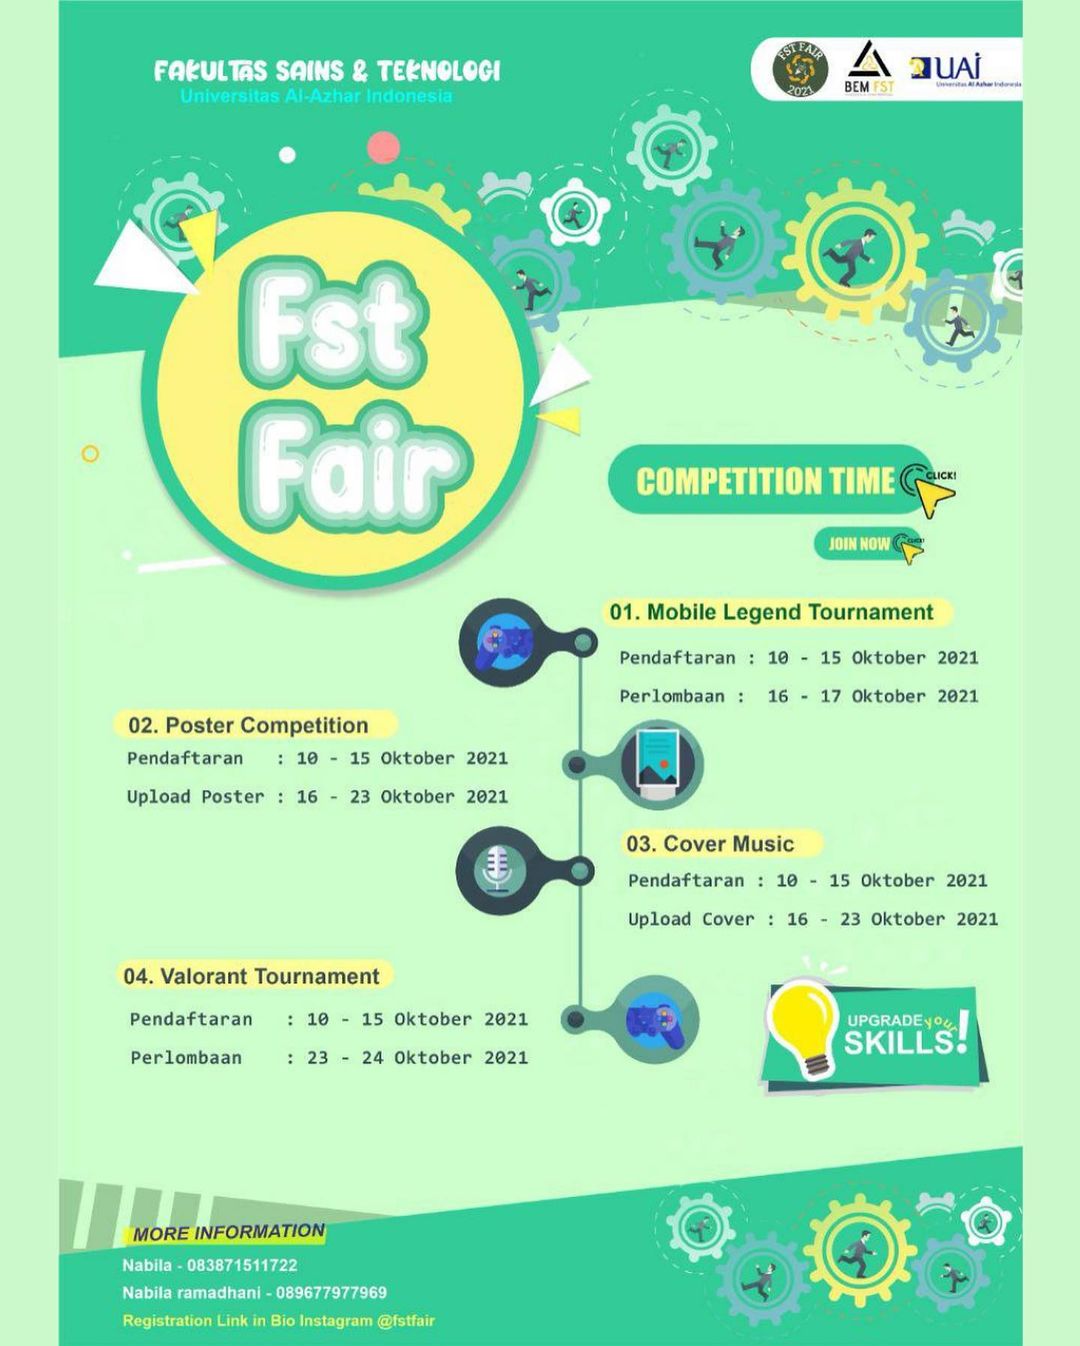 FAKULTAS SAINS & TEKNOLOGI
Universitas Al-Azhar Indonesia
FST FAIR
2021
BEM FST
UAI
Universitas Al Azhar Indonesia
Fst
Fair
COMPETITION TIME
CLICK!
JOIN NOW
CLICK!
01. Mobile Legend Tournament
Pendaftaran : 10 - 15 Oktober 2021
Perlombaan : 16 - 17 Oktober 2021
02. Poster Competition
Pendaftaran : 10 - 15 Oktober 2021
Upload Poster : 16 - 23 Oktober 2021
03. Cover Music
Pendaftaran : 10 - 15 Oktober 2021
Upload Cover : 16 - 23 Oktober 2021
04. Valorant Tournament
Pendaftaran : 10 - 15 Oktober 2021
Perlombaan : 23 - 24 Oktober 2021
UPGRADE your
SKILLS!
MORE INFORMATION
Nabila - 083871511722
Nabila ramadhani - 089677977969
Registration Link in Bio Instagram @fstfair